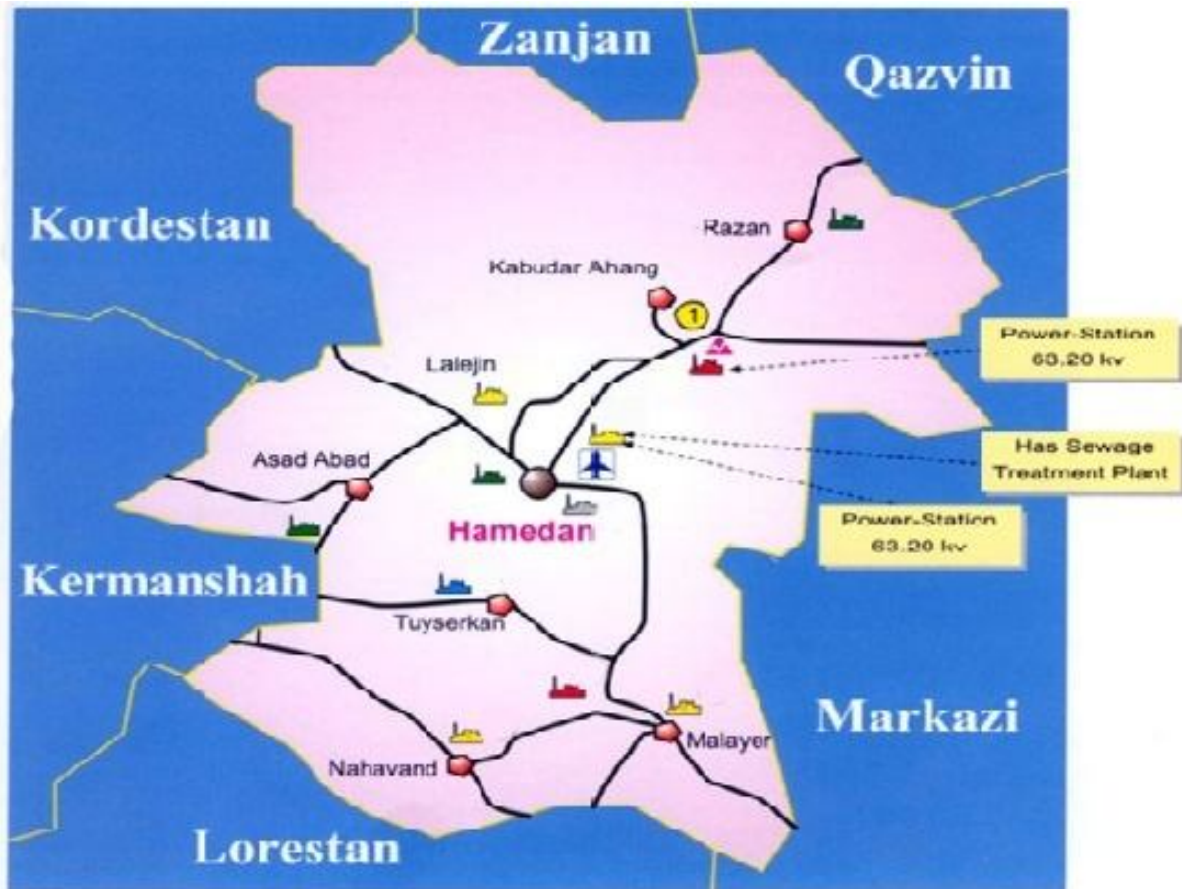 Zanjan
Qazvin
Kordestan
Razan
Kabudar Ahang
1
Power-Station
63.20 kv
Lalejin
Has Sewage
Treatment Plant
Asad Abad
Power-Station
63.20 kv
Hamedan
Kermanshah
Tuyserkan
Markazi
Malayer
Nahavand
Lorestan